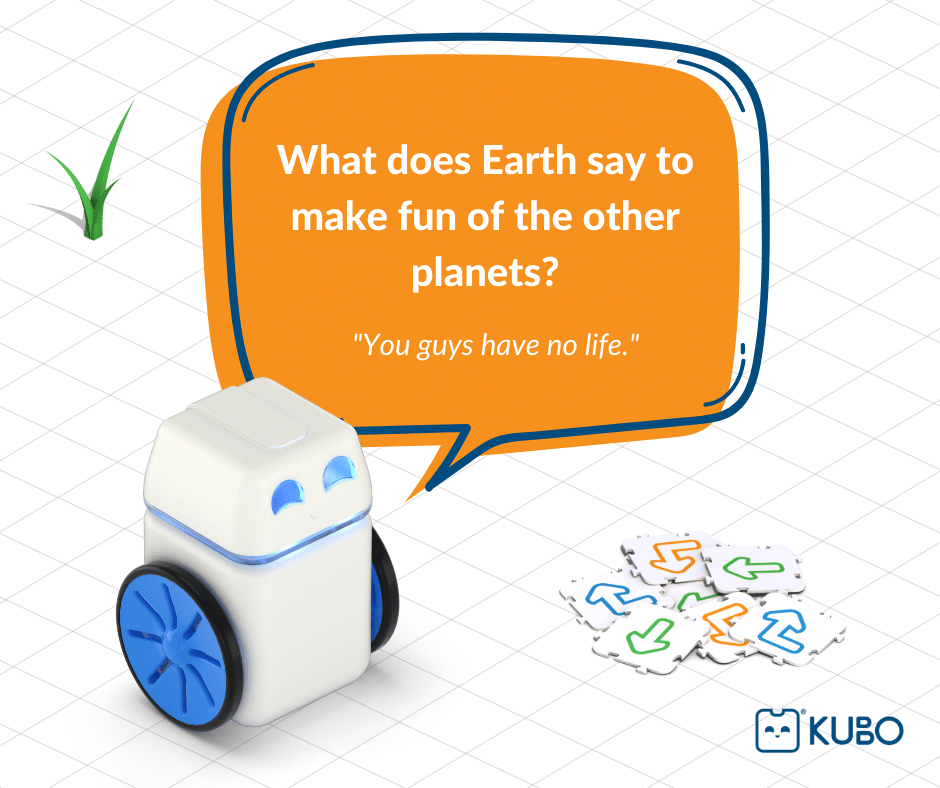 What does Earth say to
make fun of the other
planets?
"You guys have no life."
KUBO®